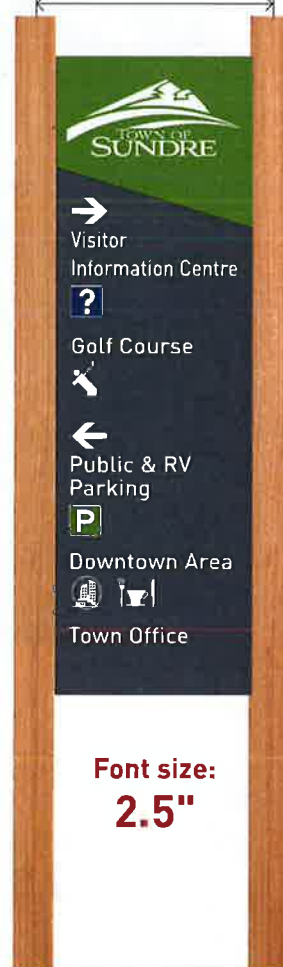 TOWN OF
SUNDRE
Visitor
Information Centre
?
Golf Course
Public & RV
Parking
P
Downtown Area
Town Office
Font size:
2.5"